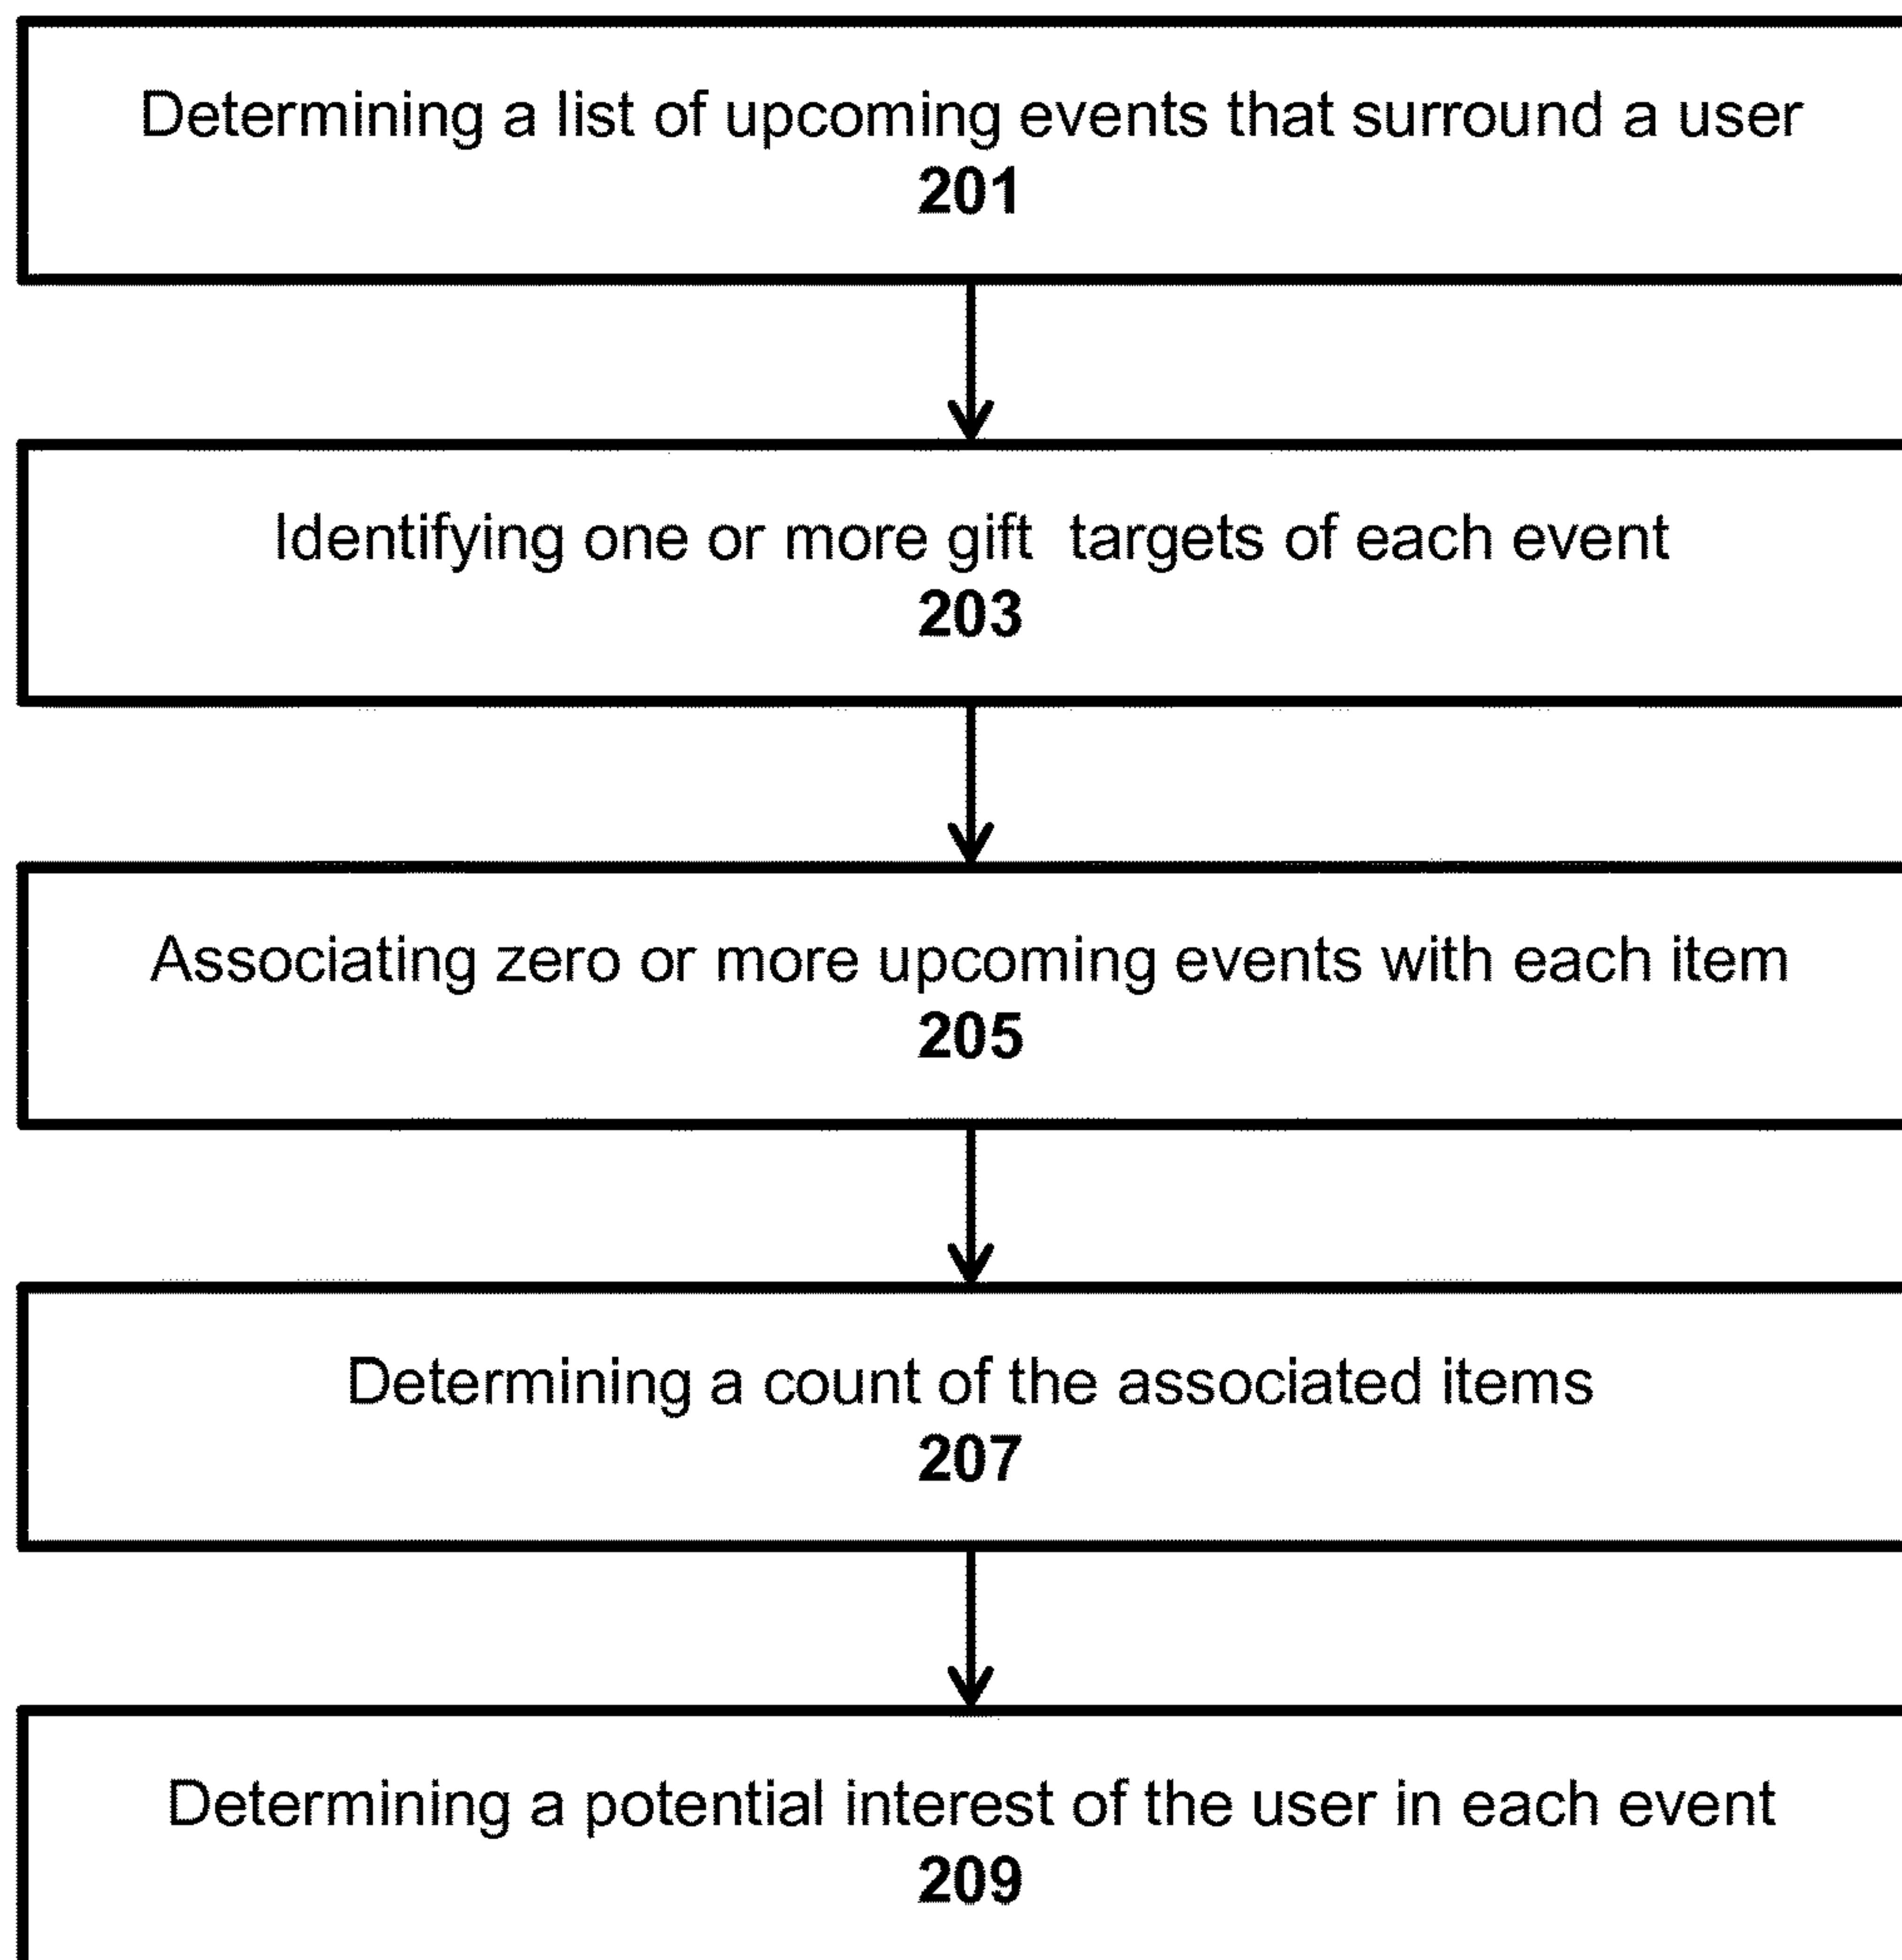 Determining a list of upcoming events that surround a user
201
Identifying one or more gift targets of each event
203
Associating zero or more upcoming events with each item
205
Determining a count of the associated items
207
Determining a potential interest of the user in each event
209